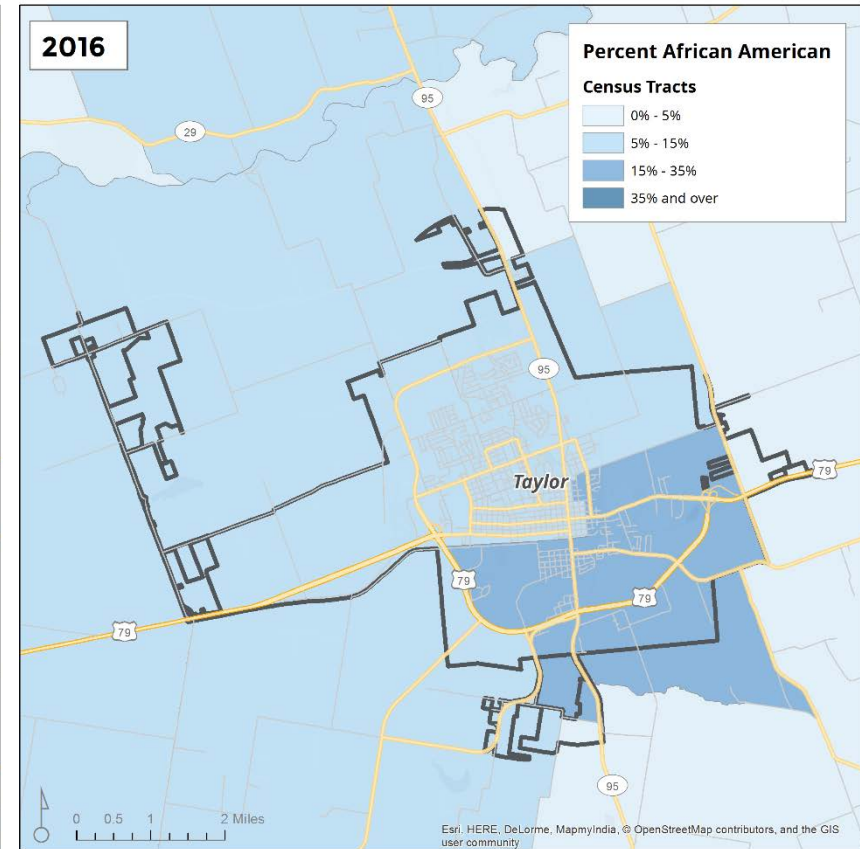 2016
Percent African American
Census Tracts
0% - 5%
5% - 15%
15% - 35%
35% and over
95
29
95
Taylor
79
79
79
79
95
0 0.5 1 2 Miles
Esri, HERE, DeLorme, MapmyIndia, © OpenStreetMap contributors, and the GIS
user community